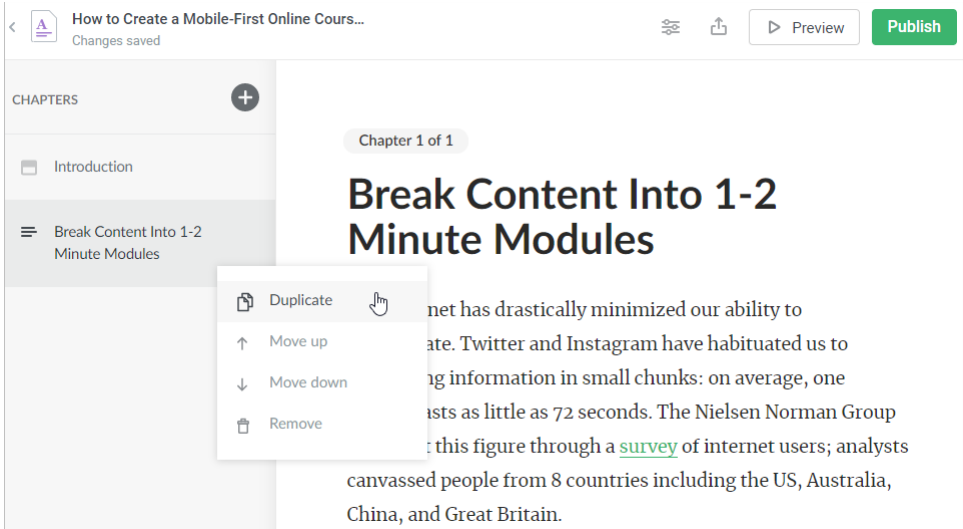 How to Create a Mobile-First Online Cours...
Changes saved
Preview
Publish
CHAPTERS
Introduction
Break Content Into 1-2
Minute Modules
Duplicate
Move up
Move down
Remove
Chapter 1 of 1
Break Content Into 1-2
Minute Modules
has drastically minimized our ability to
Twitter and Instagram have habituated us to
information in small chunks: on average, one
as little as 72 seconds. The Nielsen Norman Group
this figure through a survey of internet users; analysts
canvassed people from 8 countries including the US, Australia,
China, and Great Britain.